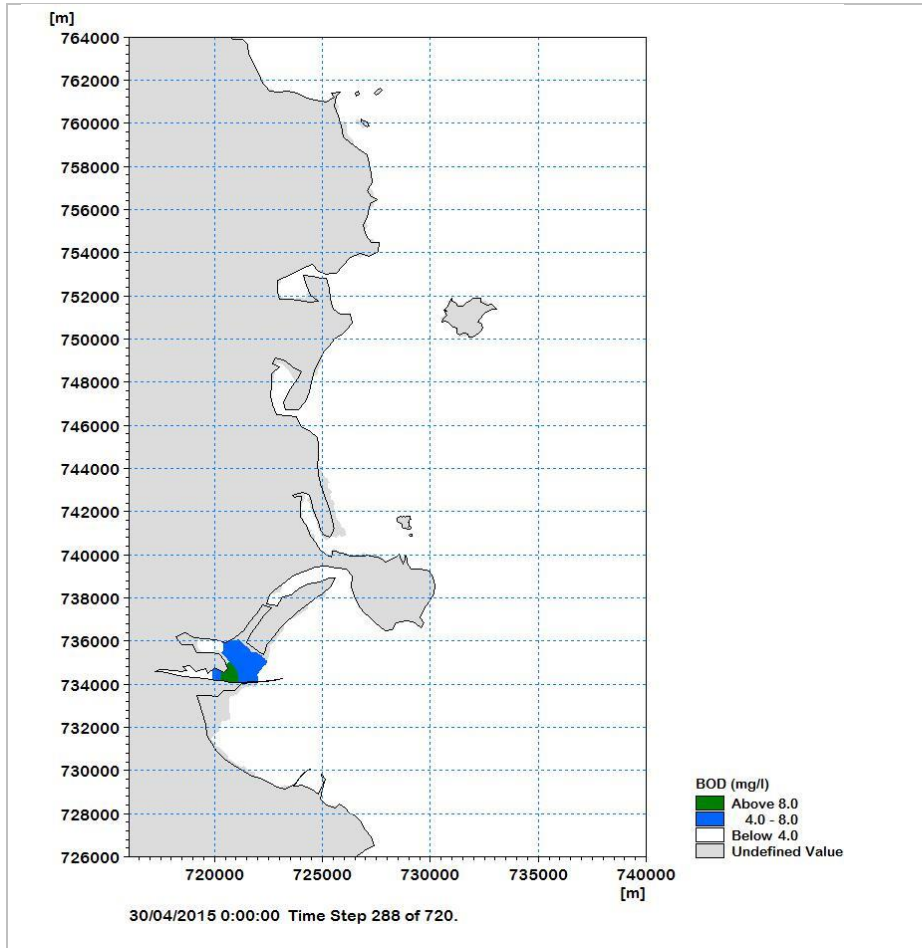 [m]
764000
762000
760000
758000
756000
754000
752000
750000
748000
746000
744000
742000
740000
738000
736000
734000
732000
730000
728000
726000
720000 725000 730000 735000 740000
[m]
BOD (mg/l)
Above 8.0
4.0 - 8.0
Below 4.0
Undefined Value
30/04/2015 0:00:00 Time Step 288 of 720.